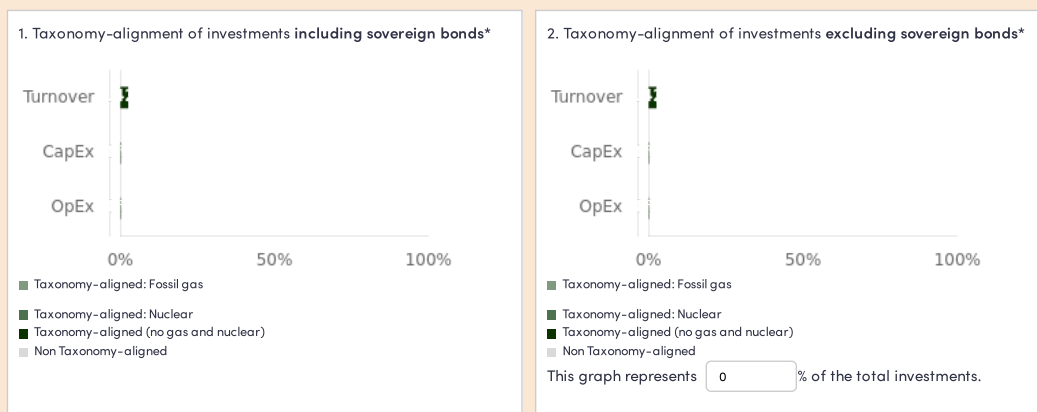 1. Taxonomy-alignment of investments including sovereign bonds*
Turnover
CapEx
OpEx
0% 50% 100%
Taxonomy-aligned: Fossil gas
Taxonomy-aligned: Nuclear
Taxonomy-aligned (no gas and nuclear)
Non Taxonomy-aligned
2. Taxonomy-alignment of investments excluding sovereign bonds*
Turnover
CapEx
OpEx
0% 50% 100%
Taxonomy-aligned: Fossil gas
Taxonomy-aligned: Nuclear
Taxonomy-aligned (no gas and nuclear)
Non Taxonomy-aligned
This graph represents 0 % of the total investments.